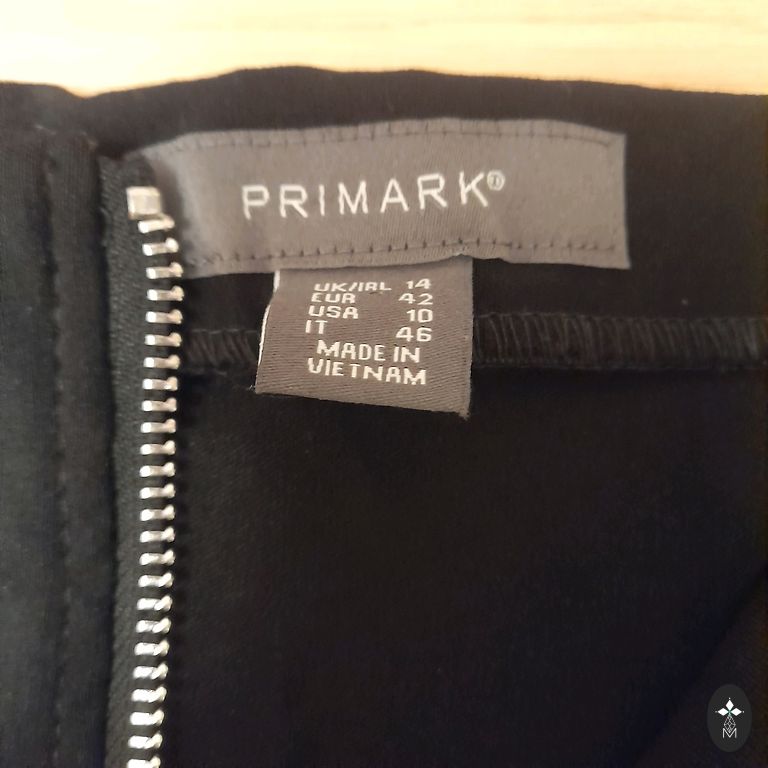 PRIMARK®
UK/IRL 14
EUR 42
USA 10
IT 46
MADE IN
VIETNAM
M